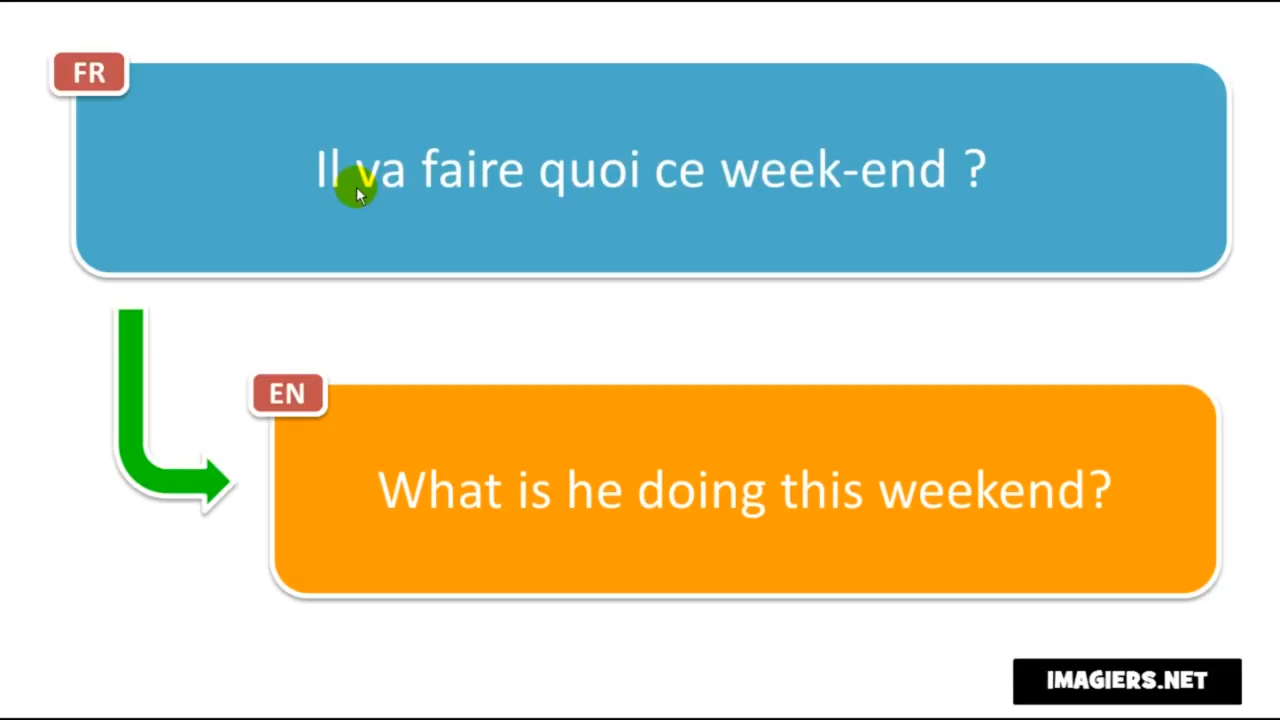 FR
Il va faire quoi ce week-end ?
EN
What is he doing this weekend?
IMAGIERS.NET